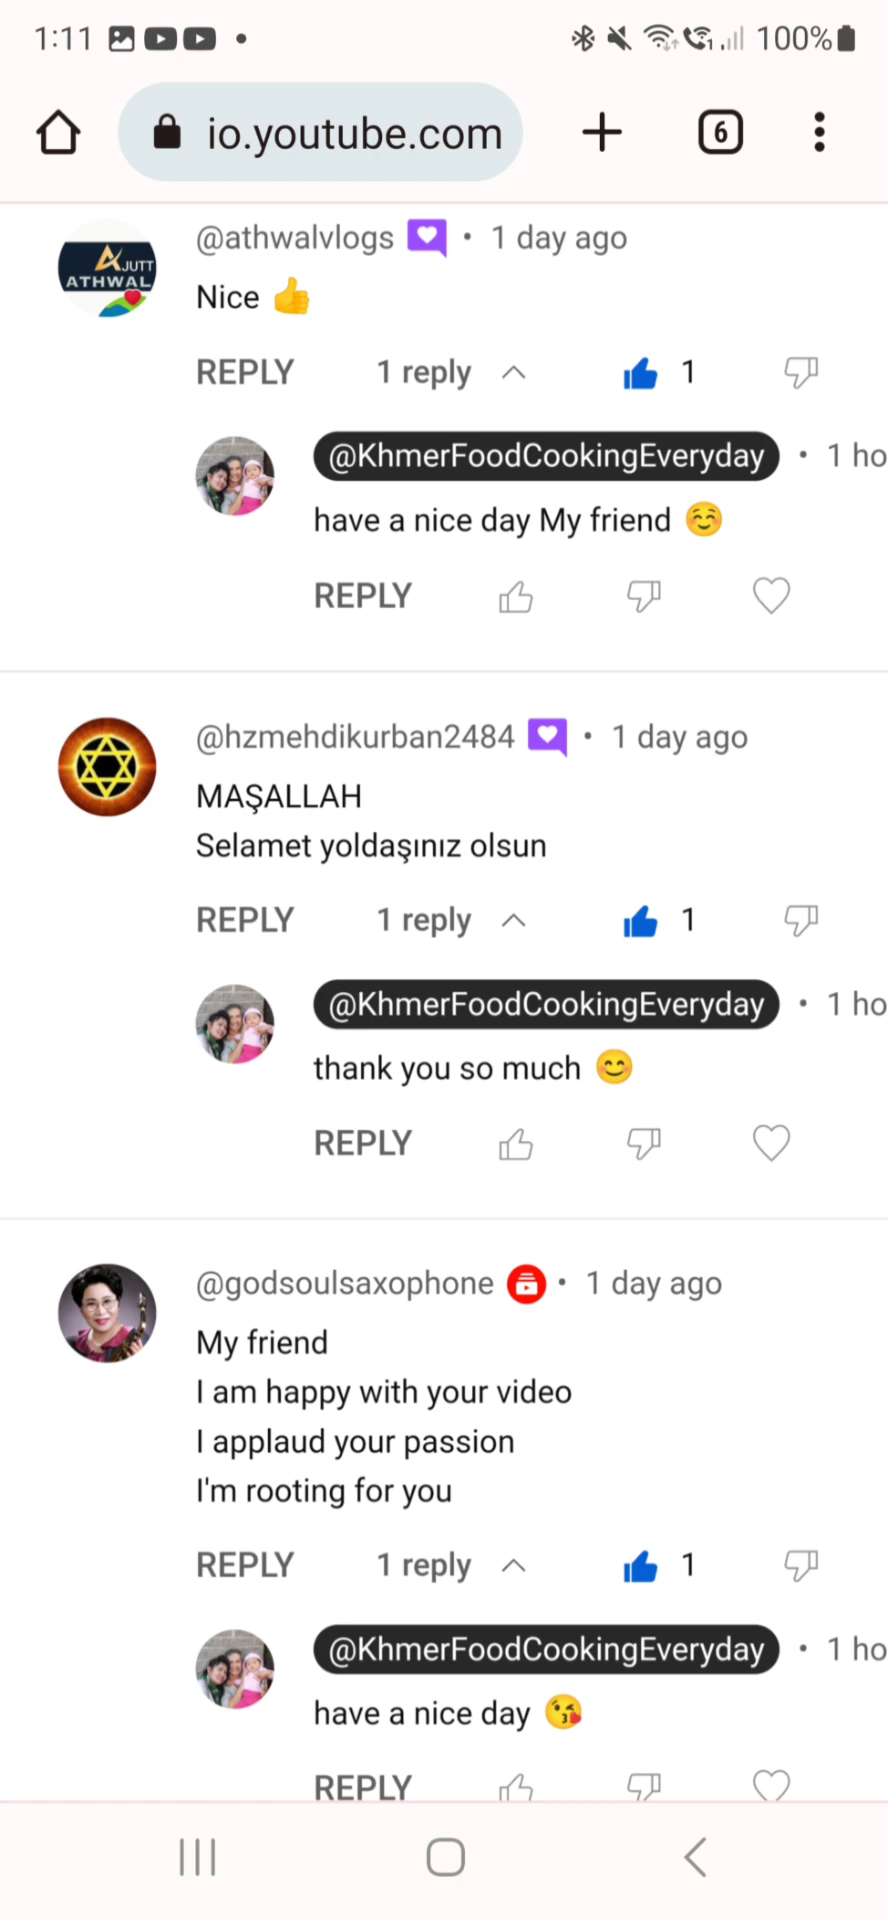 1:11 100%
io.youtube.com 6
@athwalvlogs • 1 day ago
AJUTT
ATHWAL
Nice 👍
REPLY 1 reply 1
@KhmerFoodCookingEveryday • 1 ho
have a nice day My friend ☺️
REPLY
@hzmehdikurban2484 • 1 day ago
MAŞALLAH
Selamet yoldaşınız olsun
REPLY 1 reply 1
@KhmerFoodCookingEveryday • 1 ho
thank you so much 😊
REPLY
@godsoulsaxophone • 1 day ago
My friend
I am happy with your video
I applaud your passion
I'm rooting for you
REPLY 1 reply 1
@KhmerFoodCookingEveryday • 1 ho
have a nice day 😘
REPLY